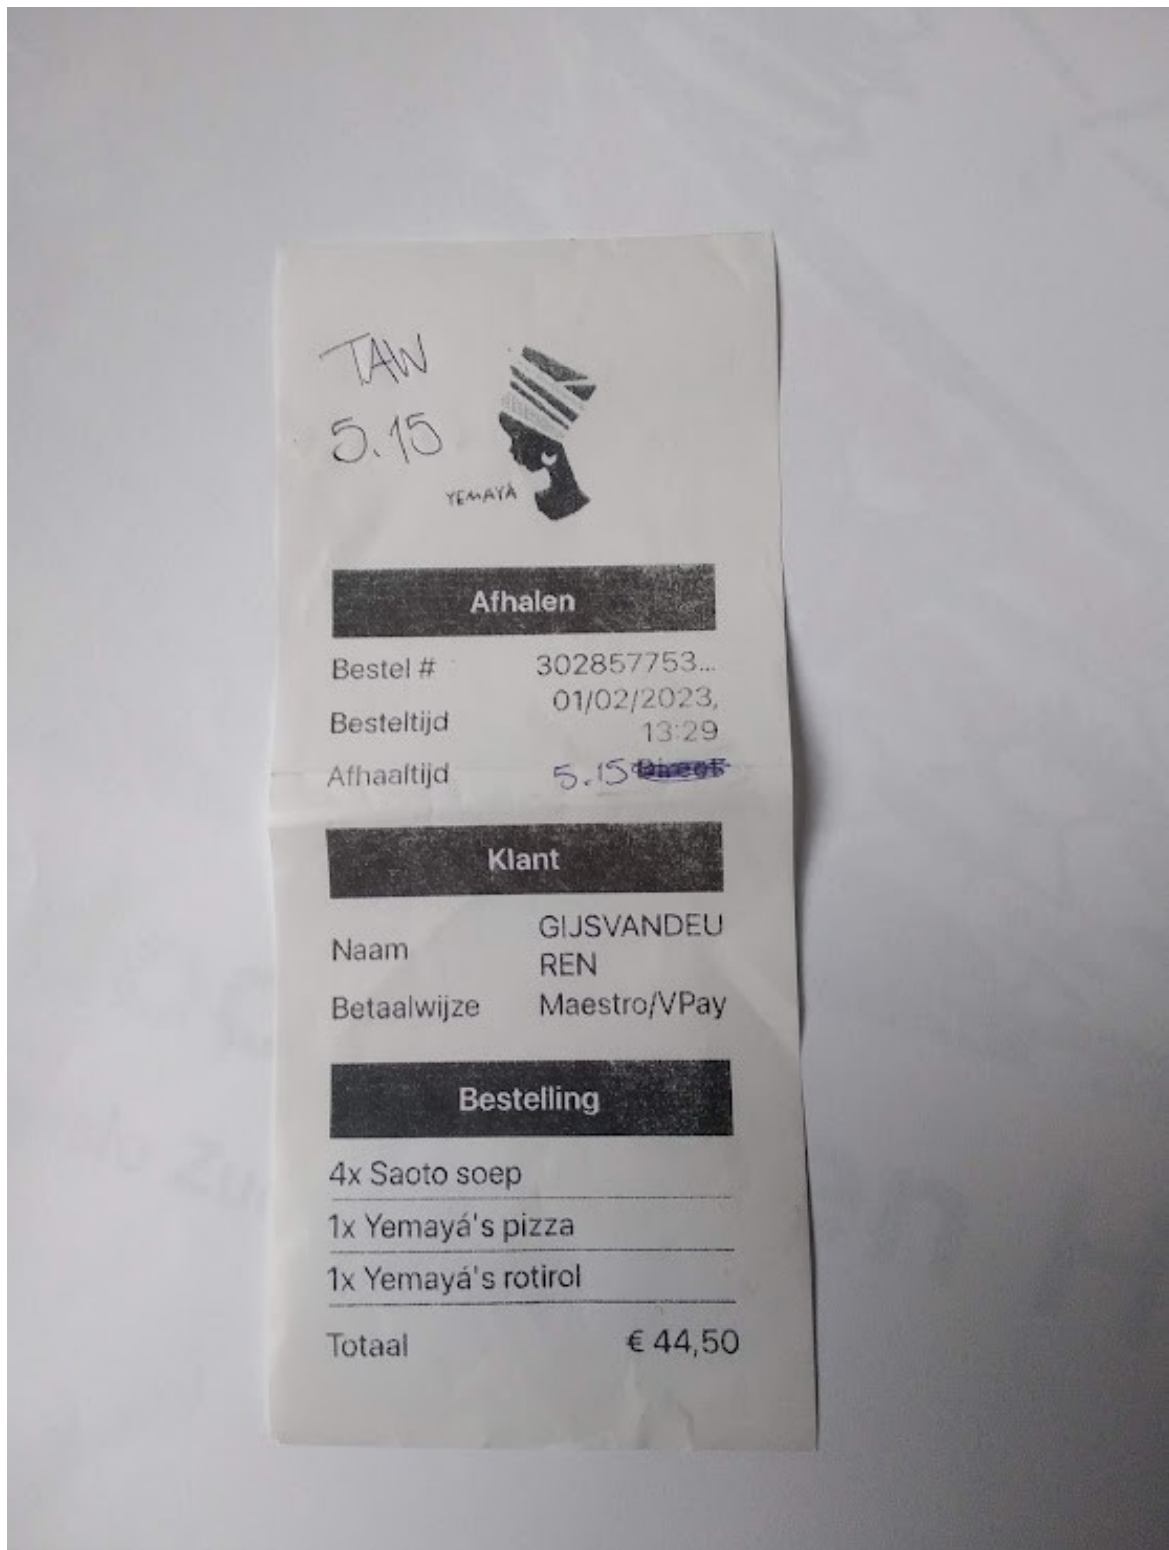 TAW
5.15
YEMAYÁ
Afhalen
Bestel # 302857753...
Besteltijd 01/02/2023, 13:29
Afhaaltijd 5.15 Direct
Klant
Naam GIJSVANDEU
REN
Betaalwijze Maestro/VPay
Bestelling
4x Saoto soep
1x Yemayá's pizza
1x Yemayá's rotirol
Totaal € 44,50